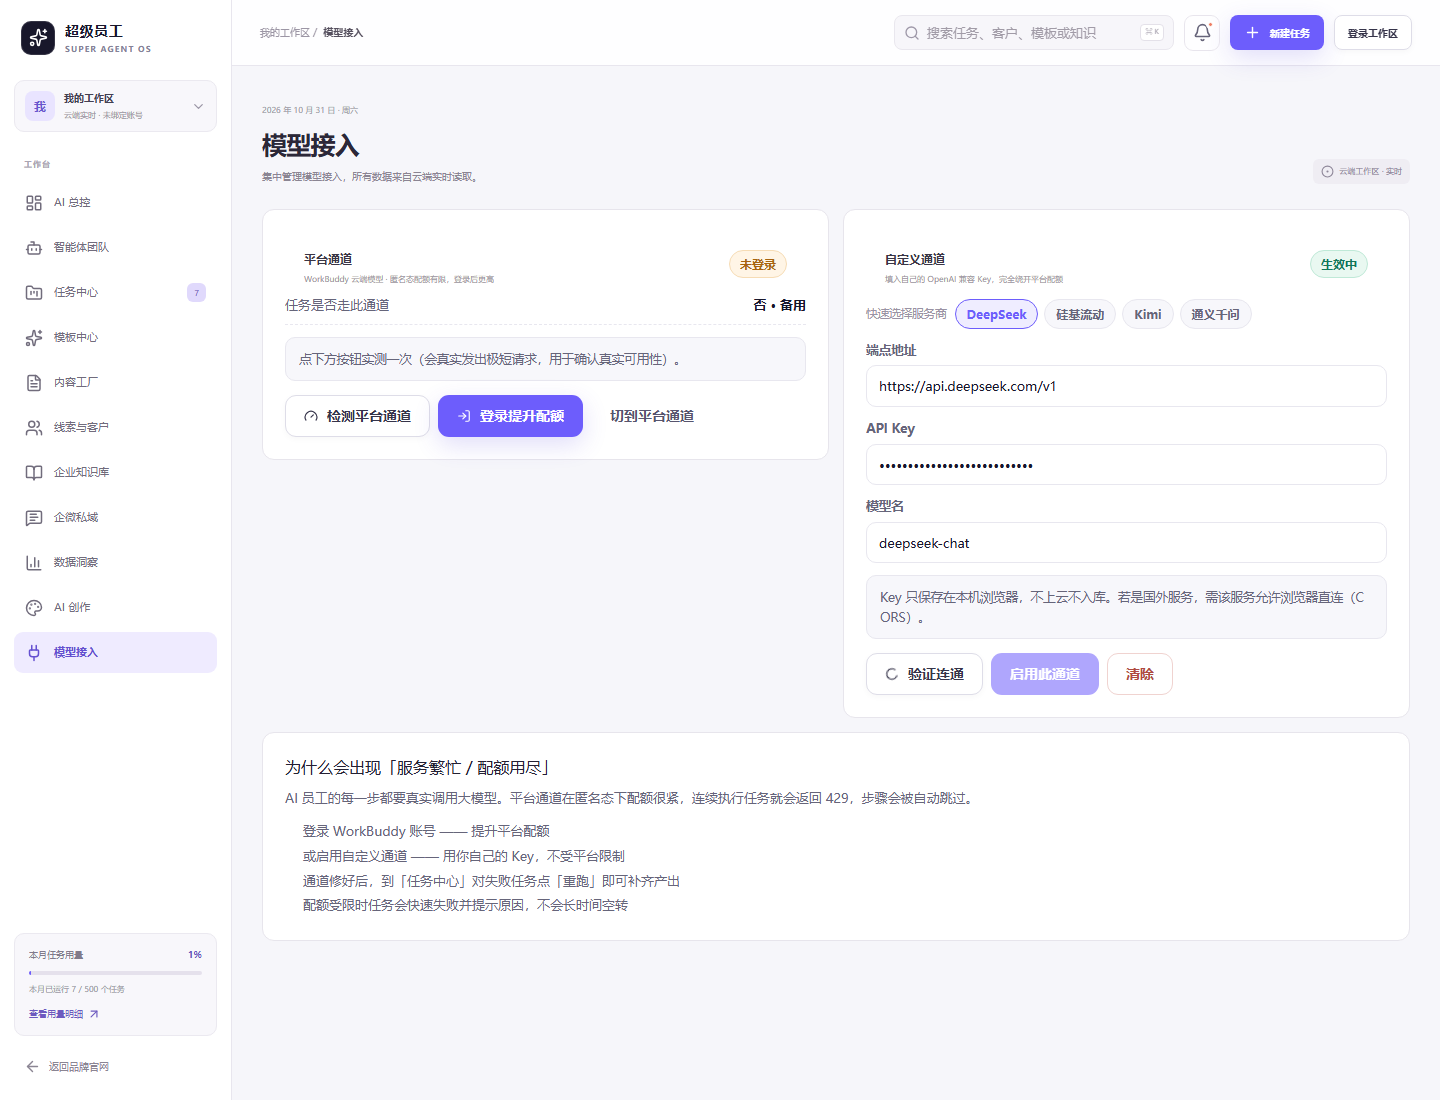 超级员工
SUPER AGENT OS
我
我的工作区
云端实时 · 未绑定账号
工作台
AI 总控
智能体团队
任务中心
7
模板中心
内容工厂
线索与客户
企业知识库
企微私域
数据洞察
AI 创作
模型接入
本月任务用量
1%
本月已运行 7 / 500 个任务
查看用量明细
返回品牌官网
我的工作区 / 模型接入
搜索任务、客户、模板或知识
⌘ K
新建任务
登录工作区
2026 年 10 月 31 日 · 周六
模型接入
集中管理模型接入，所有数据来自云端实时读取。
云端工作区 · 实时
平台通道
WorkBuddy 云端模型 · 匿名态配额有限，登录后更高
未登录
任务是否走此通道
否 · 备用
点下方按钮实测一次（会真实发出极短请求，用于确认真实可用性）。
检测平台通道
登录提升配额
切到平台通道
自定义通道
填入自己的 OpenAI 兼容 Key，完全绕开平台配额
生效中
快速选择服务商
DeepSeek
硅基流动
Kimi
通义千问
端点地址
https://api.deepseek.com/v1
API Key
•••••••••••••••••••••••••••
模型名
deepseek-chat
Key 只保存在本机浏览器，不上云不入库。若是国外服务，需该服务允许浏览器直连（C
ORS）。
验证连通
启用此通道
清除
为什么会出现「服务繁忙 / 配额用尽」
AI 员工的每一步都要真实调用大模型。平台通道在匿名态下配额很紧，连续执行任务就会返回 429，步骤会被自动跳过。
登录 WorkBuddy 账号 —— 提升平台配额
或启用自定义通道 —— 用你自己的 Key，不受平台限制
通道修好后，到「任务中心」对失败任务点「重跑」即可补齐产出
配额受限时任务会快速失败并提示原因，不会长时间空转